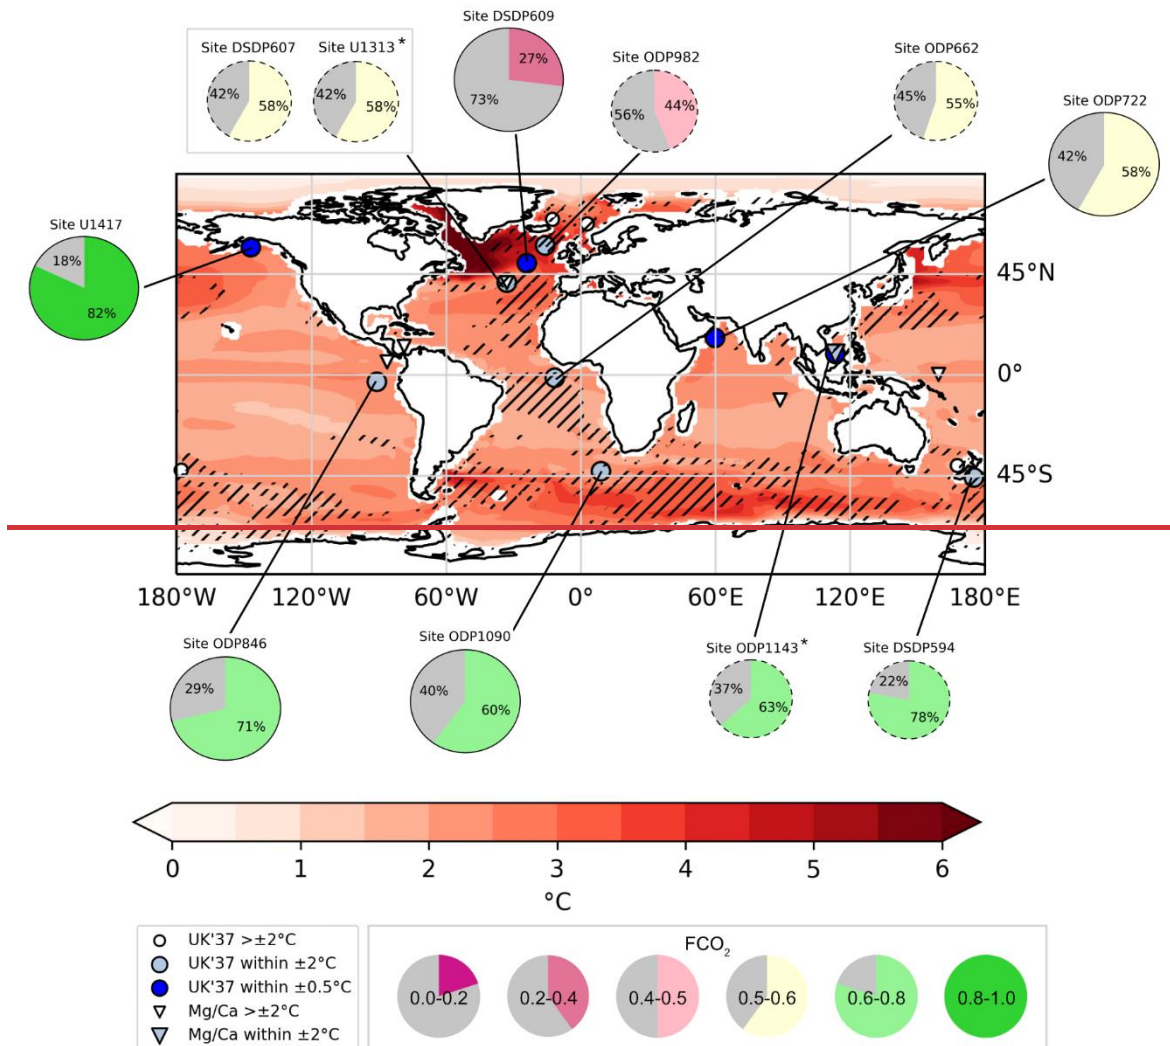 Site DSDP609
Site DSDP607 Site U1313 *
Site ODP982
Site ODP662
Site ODP722
27%
73%
42% 58% 42% 58%
56% 44%
45% 55%
42% 58%
Site U1417
18%
82%
45°N
0°
45°S
180°W 120°W 60°W 0° 60°E 120°E 180°E
Site ODP846 Site ODP1090 Site ODP1143 * Site DSDP594
29% 71%
40% 60%
37% 63%
22% 78%
0 1 2 3 4 5 6
°C
UK'37 >±2°C
UK'37 within ±2°C
UK'37 within ±0.5°C
Mg/Ca >±2°C
Mg/Ca within ±2°C
FCO₂
0.0-0.2 0.2-0.4 0.4-0.5 0.5-0.6 0.6-0.8 0.8-1.0